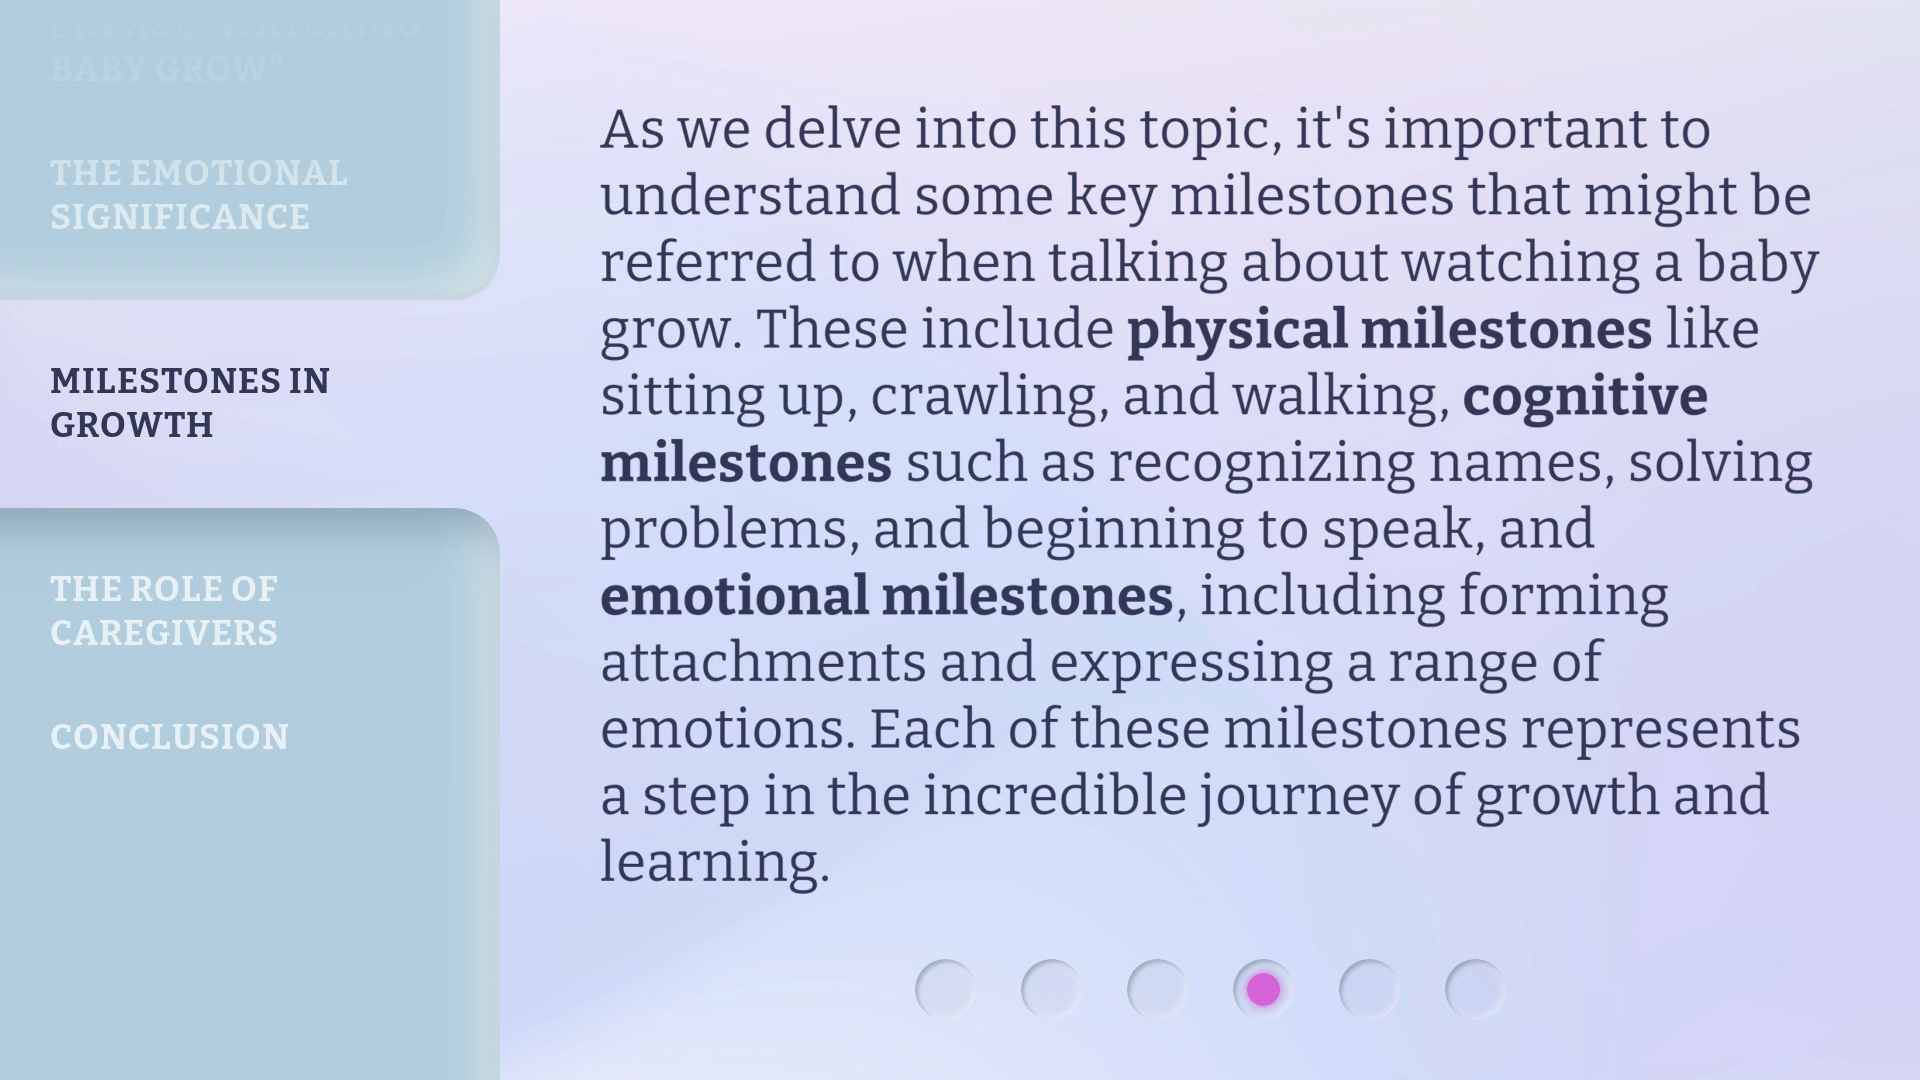 PHRASE "WATCHING
BABY GROW"
THE EMOTIONAL
SIGNIFICANCE
MILESTONES IN
GROWTH
THE ROLE OF
CAREGIVERS
CONCLUSION
As we delve into this topic, it's important to
understand some key milestones that might be
referred to when talking about watching a baby
grow. These include physical milestones like
sitting up, crawling, and walking, cognitive
milestones such as recognizing names, solving
problems, and beginning to speak, and
emotional milestones, including forming
attachments and expressing a range of
emotions. Each of these milestones represents
a step in the incredible journey of growth and
learning.